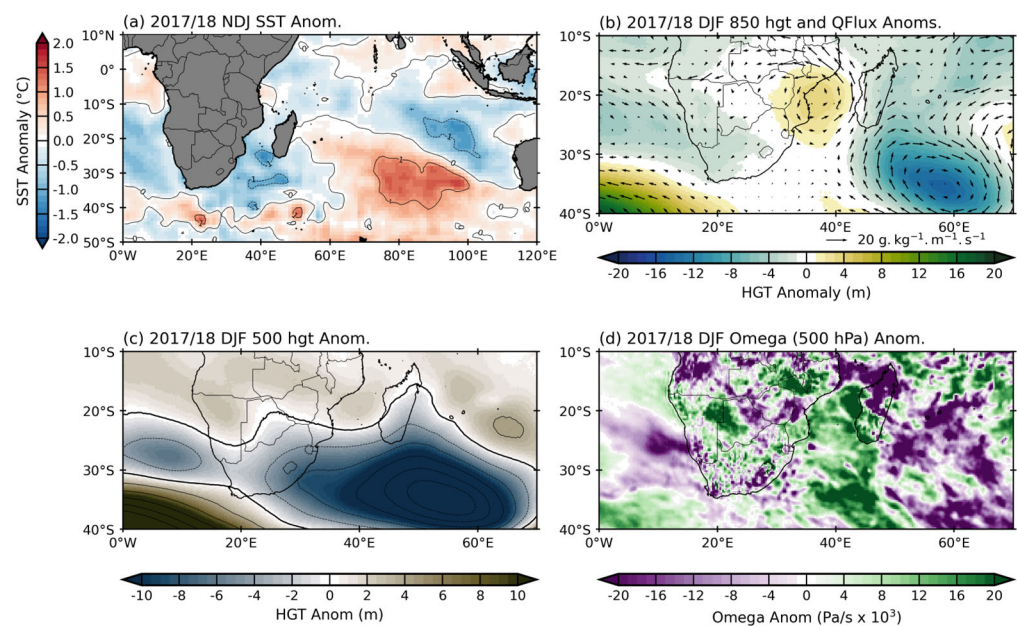 (a) 2017/18 NDJ SST Anom.
10°N
0°
10°S
20°S
30°S
40°S
50°S
0°W 20°E 40°E 60°E 80°E 100°E 120°E
SST Anomaly (°C)
2.0
1.5
1.0
0.5
0.0
-0.5
-1.0
-1.5
-2.0
(b) 2017/18 DJF 850 hgt and QFlux Anoms.
10°S
20°S
30°S
40°S
0°W 20°E 40°E 60°E
20 g.kg⁻¹.m⁻¹.s⁻¹
-20 -16 -12 -8 -4 0 4 8 12 16 20
HGT Anomaly (m)
(c) 2017/18 DJF 500 hgt Anom.
10°S
20°S
30°S
40°S
0°W 20°E 40°E 60°E
-10 -8 -6 -4 -2 0 2 4 6 8 10
HGT Anom (m)
(d) 2017/18 DJF Omega (500 hPa) Anom.
10°S
20°S
30°S
40°S
0°W 20°E 40°E 60°E
-20 -16 -12 -8 -4 0 4 8 12 16 20
Omega Anom (Pa/s x 10³)